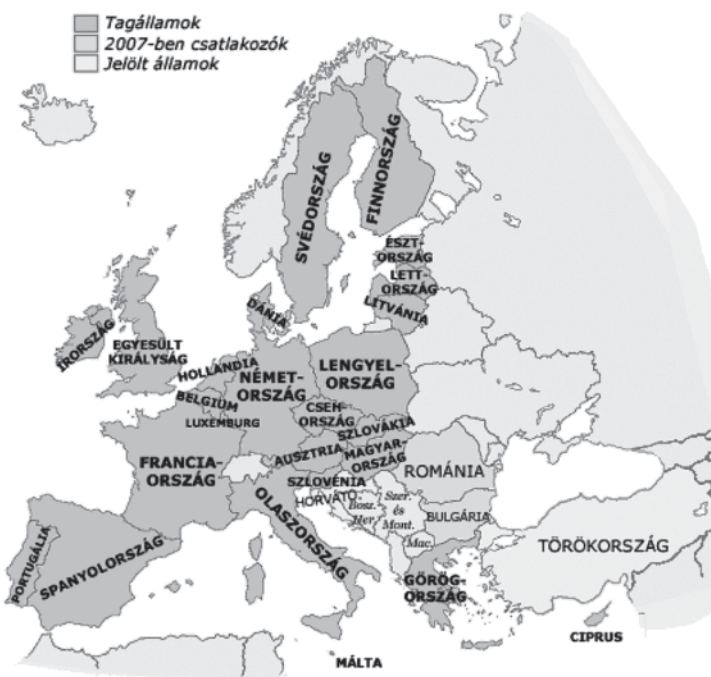 Tagállamok
2007-ben csatlakozók
Jelölt államok
SVÉDORSZÁG
FINNORSZÁG
ÉSZT-
ORSZÁG
LETT-
ORSZÁG
LITVÁNIA
DÁNIA
ÍRORSZÁG
EGYESÜLT
KIRÁLYSÁG
HOLLANDIA
BELGIUM
LUXEMBURG
NÉMET-
ORSZÁG
LENGYEL-
ORSZÁG
CSEH-
ORSZÁG
SZLOVÁKIA
AUSZTRIA
MAGYAR-
ORSZÁG
FRANCIA-
ORSZÁG
SZLOVÉNIA
HORVÁTO.
Bosz.
Her.
Szer.
és
Mont.
Mac.
ROMÁNIA
BULGÁRIA
OLASZORSZÁG
PORTUGÁLIA
SPANYOLORSZÁG
GÖRÖG-
ORSZÁG
TÖRÖKORSZÁG
CIPRUS
MÁLTA